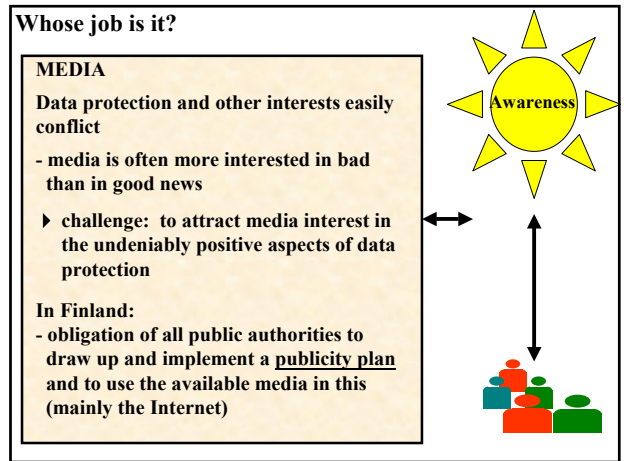 Whose job is it?
MEDIA
Data protection and other interests easily
conflict
- media is often more interested in bad
than in good news
challenge: to attract media interest in
the undeniably positive aspects of data
protection
In Finland:
- obligation of all public authorities to
draw up and implement a publicity plan
and to use the available media in this
(mainly the Internet)
Awareness